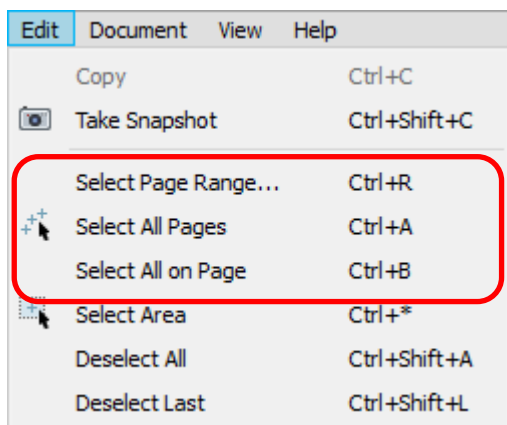 Edit Document View Help
Copy Ctrl+C
Take Snapshot Ctrl+Shift+C
Select Page Range... Ctrl+R
Select All Pages Ctrl+A
Select All on Page Ctrl+B
Select Area Ctrl+*
Deselect All Ctrl+Shift+A
Deselect Last Ctrl+Shift+L